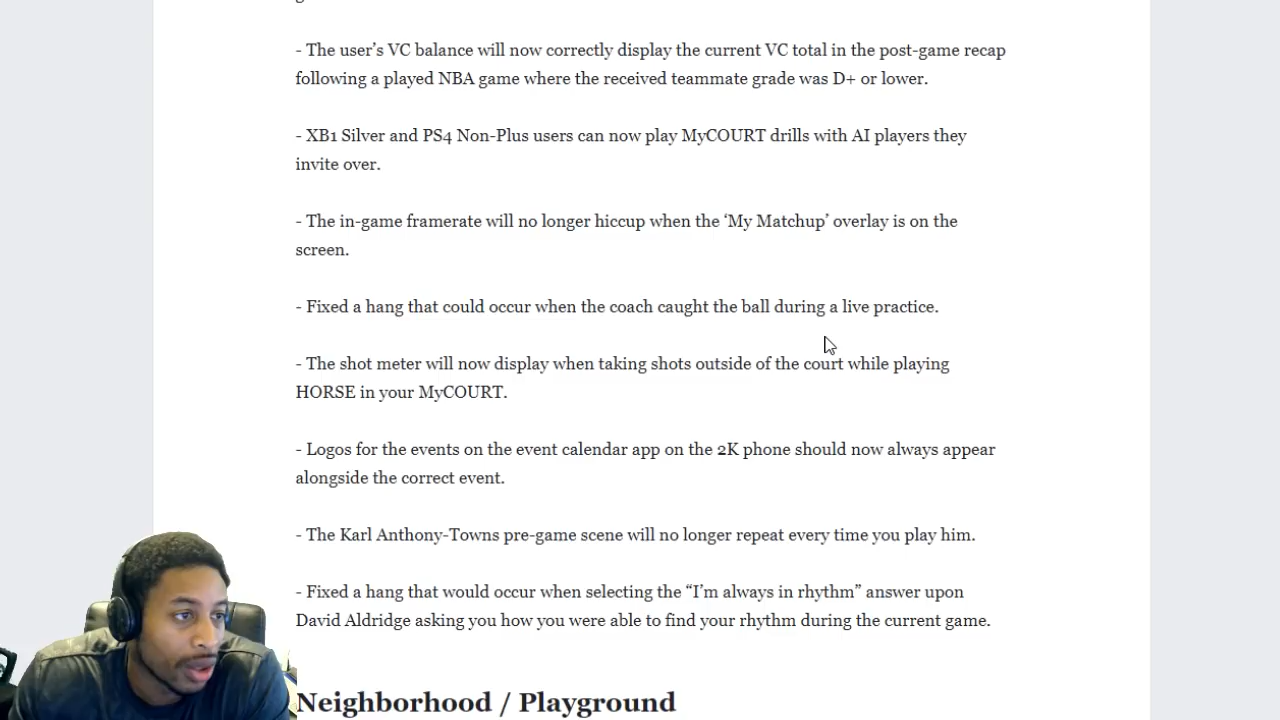 - The user’s VC balance will now correctly display the current VC total in the post-game recap
following a played NBA game where the received teammate grade was D+ or lower.
- XB1 Silver and PS4 Non-Plus users can now play MyCOURT drills with AI players they
invite over.
- The in-game framerate will no longer hiccup when the ‘My Matchup’ overlay is on the
screen.
- Fixed a hang that could occur when the coach caught the ball during a live practice.
- The shot meter will now display when taking shots outside of the court while playing
HORSE in your MyCOURT.
- Logos for the events on the event calendar app on the 2K phone should now always appear
alongside the correct event.
- The Karl Anthony-Towns pre-game scene will no longer repeat every time you play him.
- Fixed a hang that would occur when selecting the “I’m always in rhythm” answer upon
David Aldridge asking you how you were able to find your rhythm during the current game.
Neighborhood / Playground